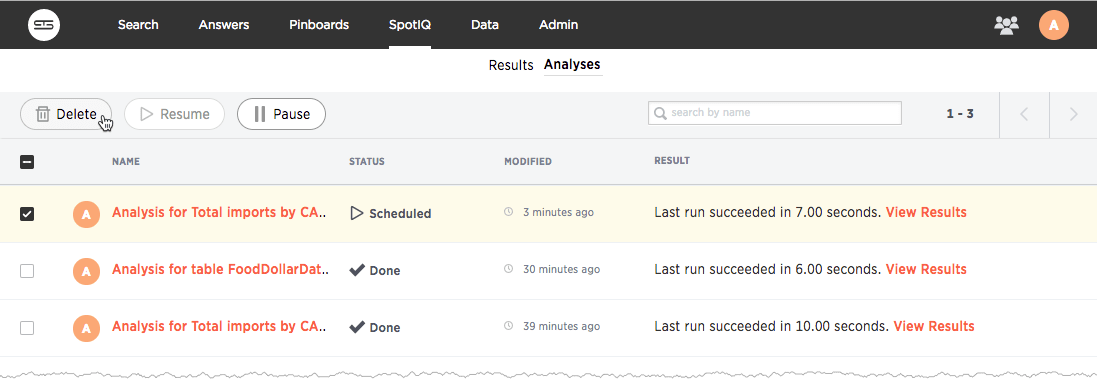 Search Answers Pinboards SpotIQ Data Admin A
Results Analyses
Delete Resume Pause search by name 1 - 3
NAME STATUS MODIFIED RESULT
A Analysis for Total imports by CA.. Scheduled 3 minutes ago Last run succeeded in 7.00 seconds. View Results
A Analysis for table FoodDollarDat.. Done 30 minutes ago Last run succeeded in 6.00 seconds. View Results
A Analysis for Total imports by CA.. Done 39 minutes ago Last run succeeded in 10.00 seconds. View Results